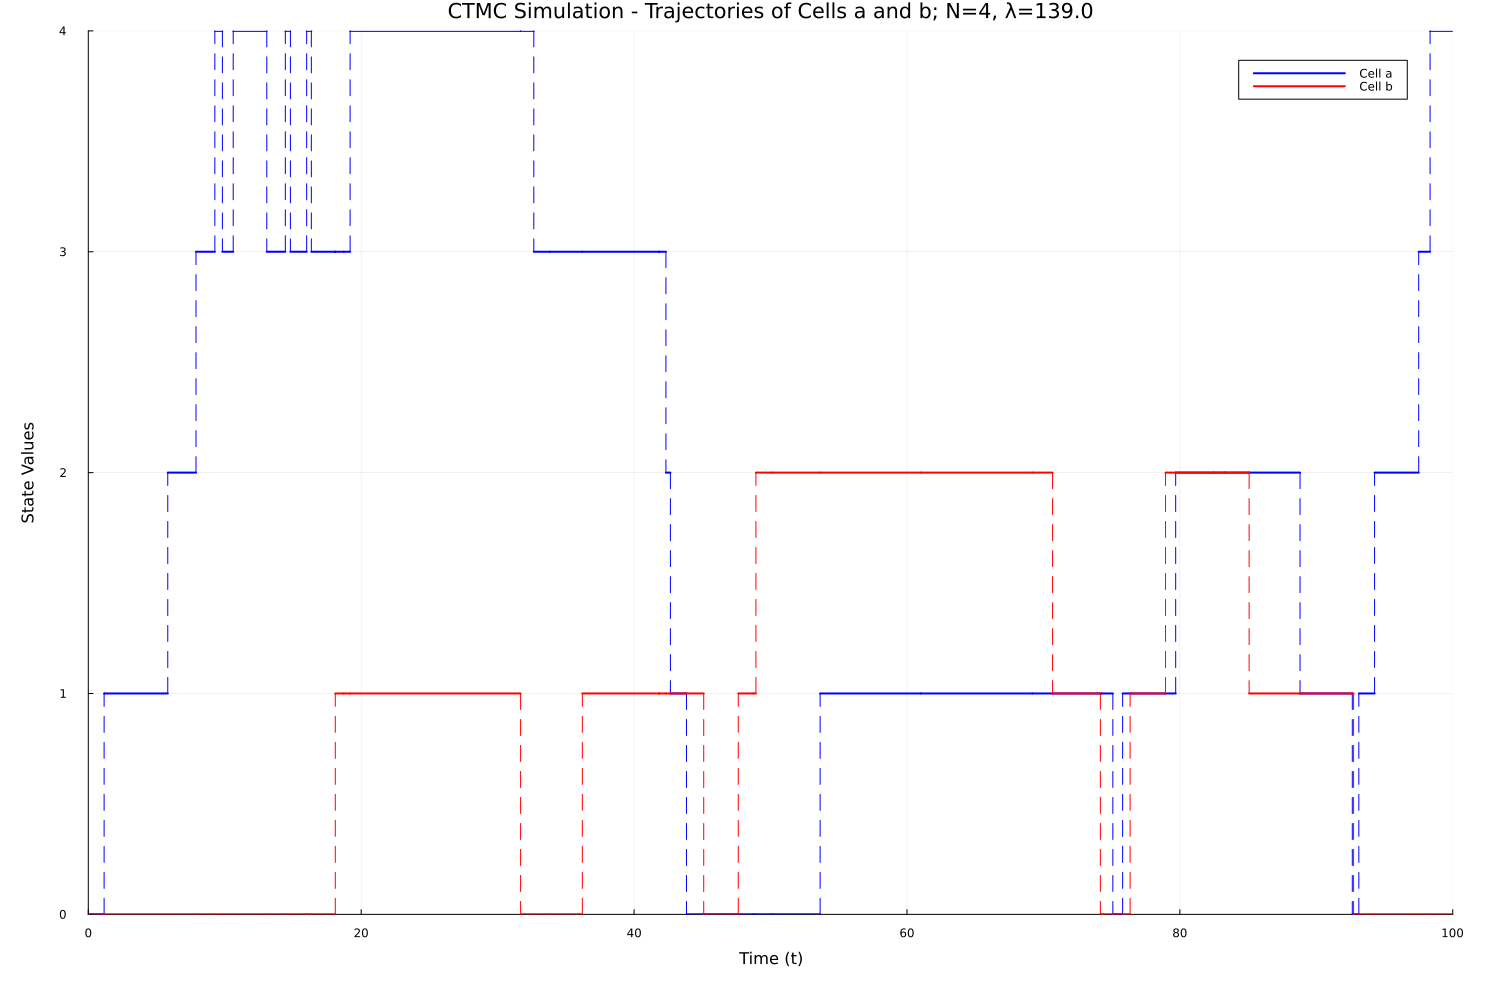 CTMC Simulation - Trajectories of Cells a and b; N=4, λ=139.0
Cell a
Cell b
State Values
4
3
2
1
0
0 20 40 60 80 100
Time (t)